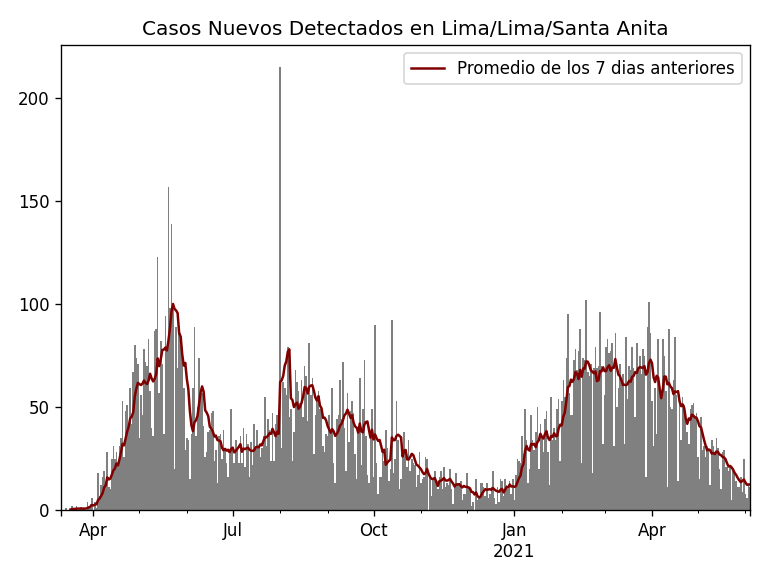 Casos Nuevos Detectados en Lima/Lima/Santa Anita
Promedio de los 7 dias anteriores
200
150
100
50
0
Apr Jul Oct Jan Apr
2021